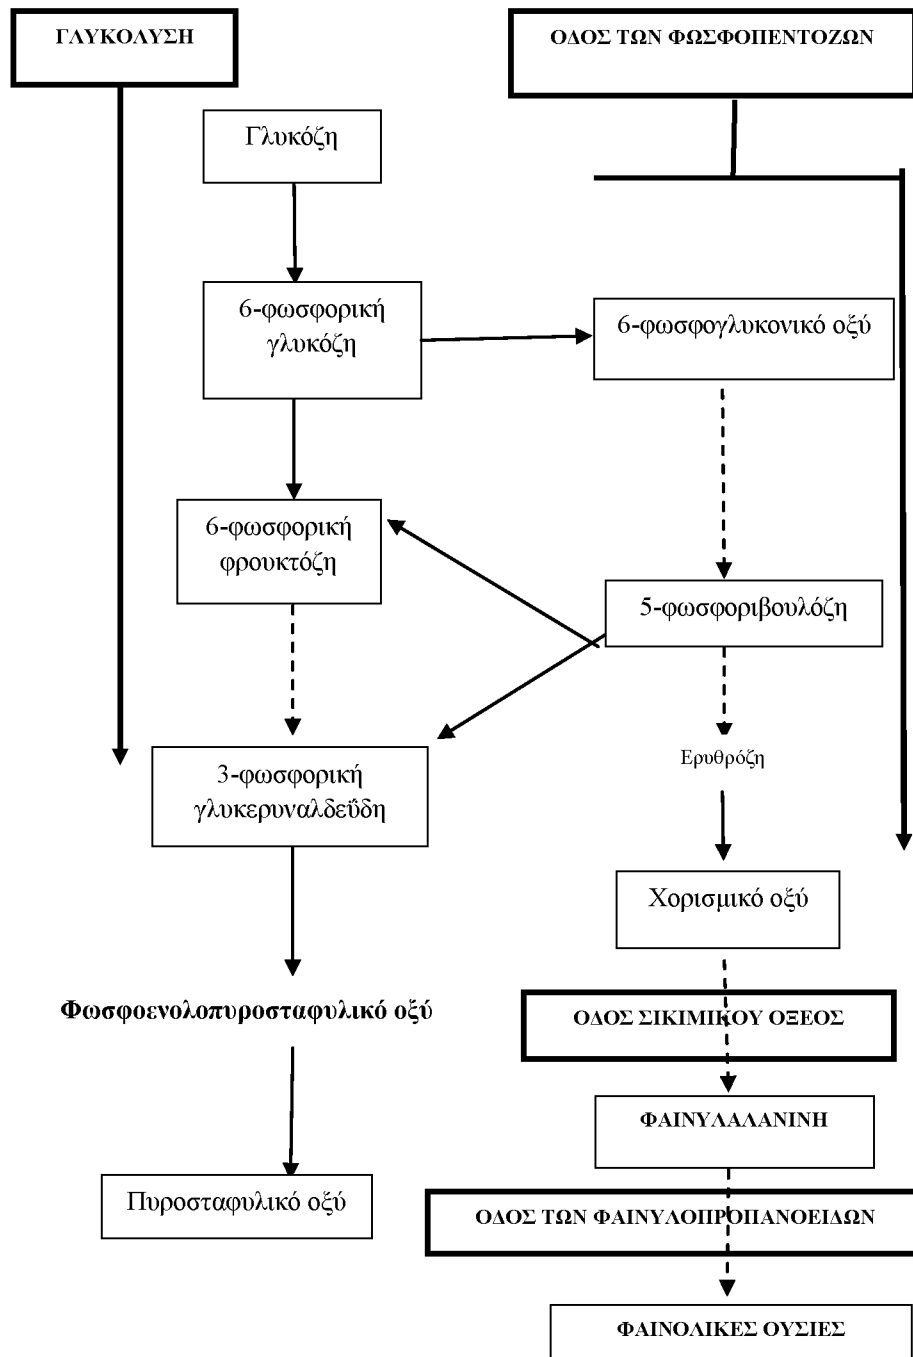 ΓΛΥΚΟΛΥΣΗ
ΟΔΟΣ ΤΩΝ ΦΩΣΦΟΠΕΝΤΟΖΩΝ
Γλυκόζη
6-φωσφορική
γλυκόζη
6-φωσφογλυκονικό οξύ
6-φωσφορική
φρουκτόζη
5-φωσφοριβουλόζη
3-φωσφορική
γλυκερυναλδεΰδη
Ερυθρόζη
Χορισμικό οξύ
Φωσφοενολοπυροσταφυλικό οξύ
ΟΔΟΣ ΣΙΚΙΜΙΚΟΥ ΟΞΕΟΣ
ΦΑΙΝΥΛΑΛΑΝΙΝΗ
Πυροσταφυλικό οξύ
ΟΔΟΣ ΤΩΝ ΦΑΙΝΥΛΟΠΡΟΠΑΝΟΕΙΔΩΝ
ΦΑΙΝΟΛΙΚΕΣ ΟΥΣΙΕΣ